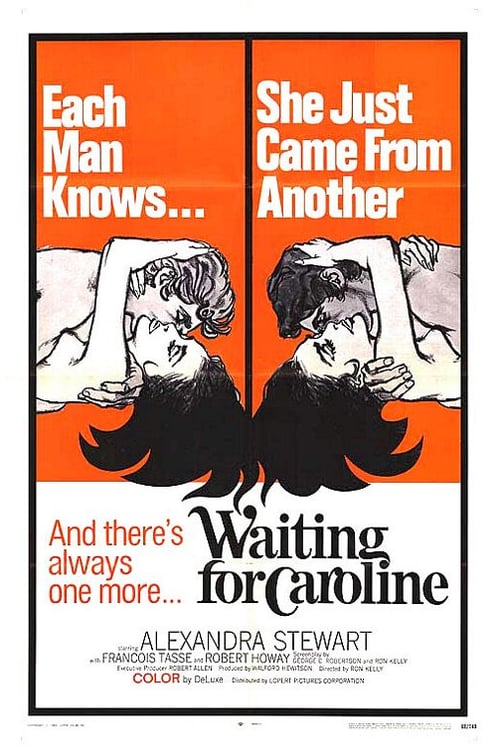 Each
Man
Knows...
She Just
Came From
Another
And there's
always
one more...
Waiting
for Caroline
starring ALEXANDRA STEWART
with FRANCOIS TASSE and ROBERT HOWAY Screenplay by GEORGE C. ROBERTSON and RON KELLY
Executive Producer ROBERT ALLEN Produced by WALFORD HEWITSON Directed by RON KELLY
COLOR by DeLuxe Distributed by LOPERT PICTURES CORPORATION